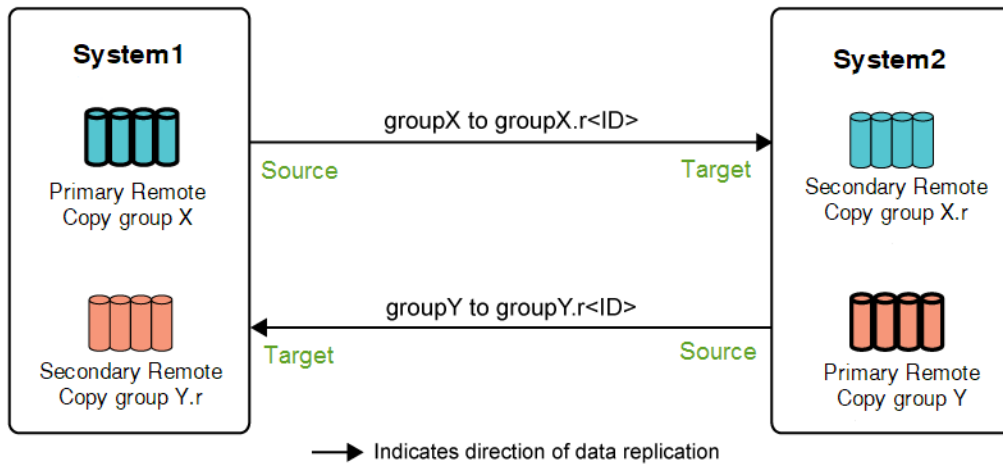 System1
System2
groupX to groupX.r<ID>
Source
Target
Primary Remote
Copy group X
Secondary Remote
Copy group X.r
groupY to groupY.r<ID>
Target
Source
Secondary Remote
Copy group Y.r
Primary Remote
Copy group Y
Indicates direction of data replication